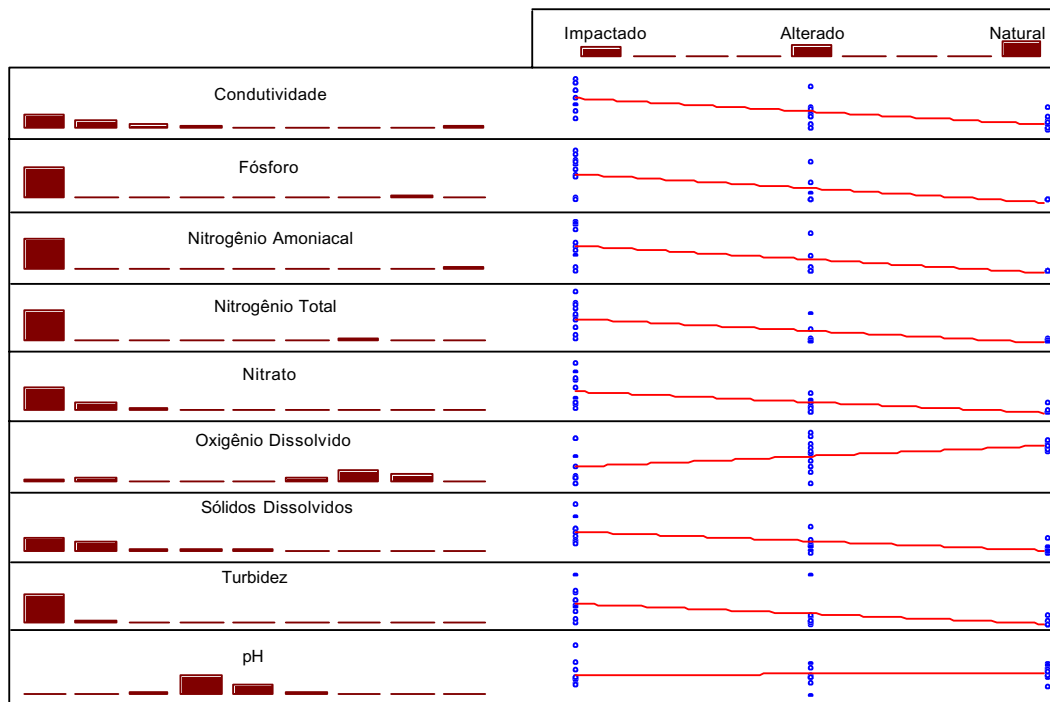 Impactado Alterado Natural
Condutividade
Fósforo
Nitrogênio Amoniacal
Nitrogênio Total
Nitrato
Oxigênio Dissolvido
Sólidos Dissolvidos
Turbidez
pH